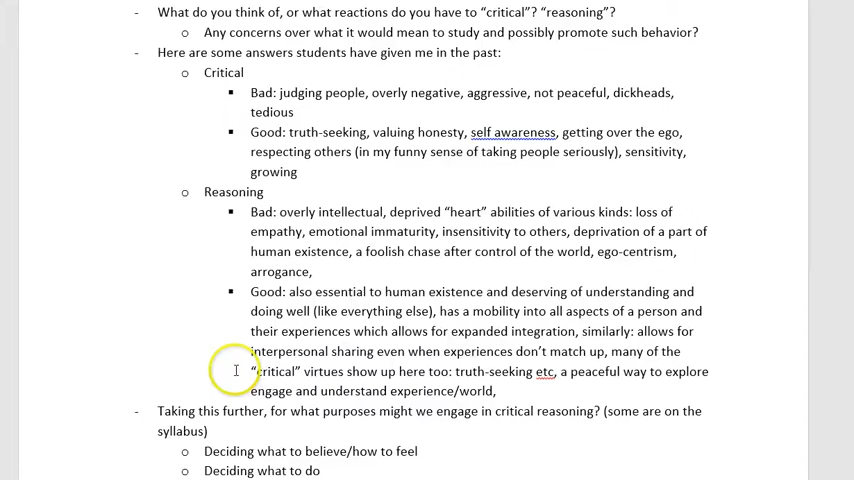 - What do you think of, or what reactions do you have to “critical”? “reasoning”?
o Any concerns over what it would mean to study and possibly promote such behavior?
- Here are some answers students have given me in the past:
o Critical
▪ Bad: judging people, overly negative, aggressive, not peaceful, dickheads,
tedious
▪ Good: truth-seeking, valuing honesty, self awareness, getting over the ego,
respecting others (in my funny sense of taking people seriously), sensitivity,
growing
o Reasoning
▪ Bad: overly intellectual, deprived “heart” abilities of various kinds: loss of
empathy, emotional immaturity, insensitivity to others, deprivation of a part of
human existence, a foolish chase after control of the world, ego-centrism,
arrogance,
▪ Good: also essential to human existence and deserving of understanding and
doing well (like everything else), has a mobility into all aspects of a person and
their experiences which allows for expanded integration, similarly: allows for
interpersonal sharing even when experiences don’t match up, many of the
“critical” virtues show up here too: truth-seeking etc, a peaceful way to explore
engage and understand experience/world,
- Taking this further, for what purposes might we engage in critical reasoning? (some are on the
syllabus)
o Deciding what to believe/how to feel
o Deciding what to do